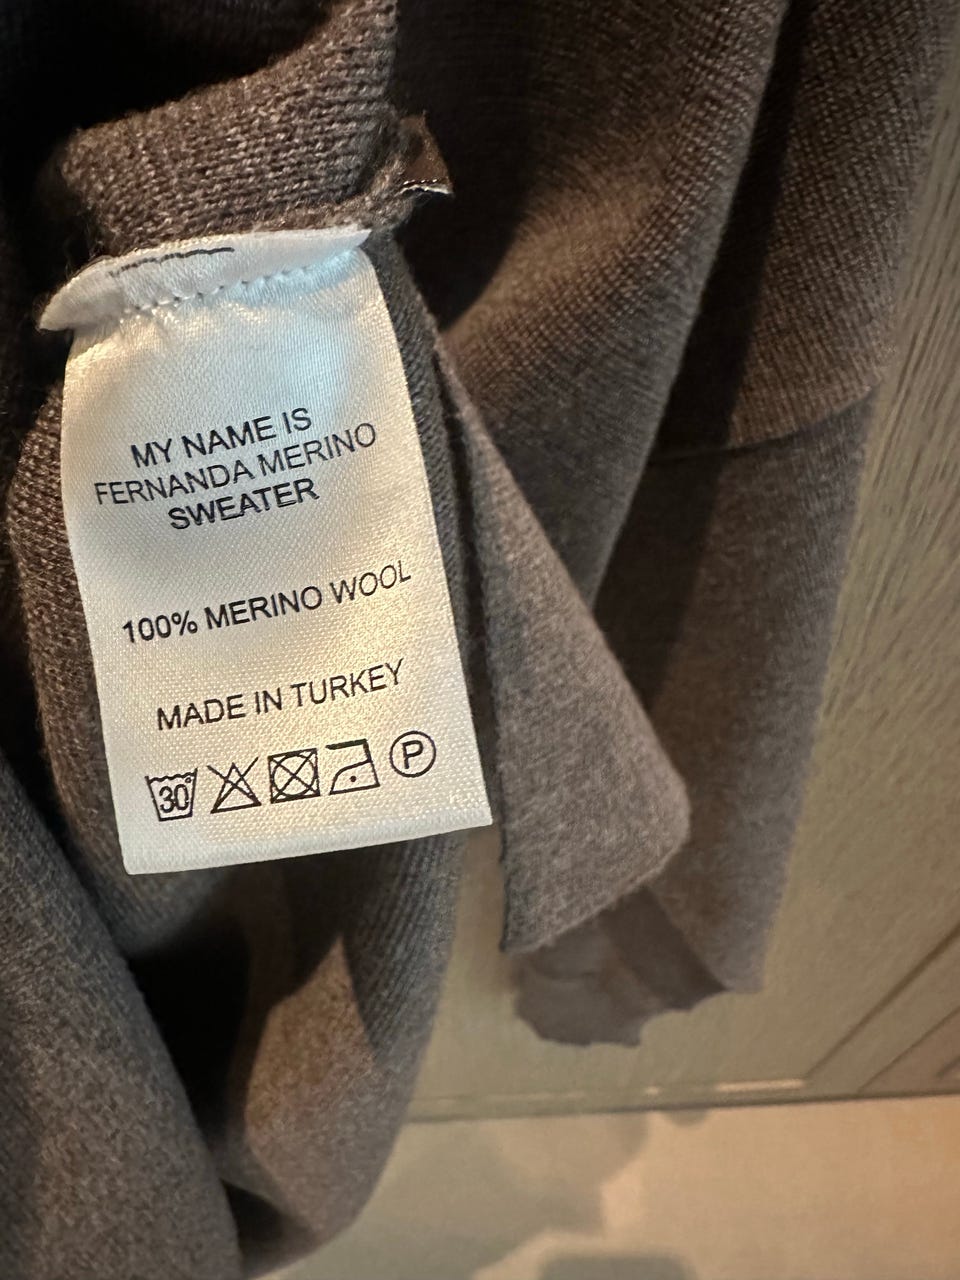 MY NAME IS
FERNANDA MERINO
SWEATER
100% MERINO WOOL
MADE IN TURKEY
30° P